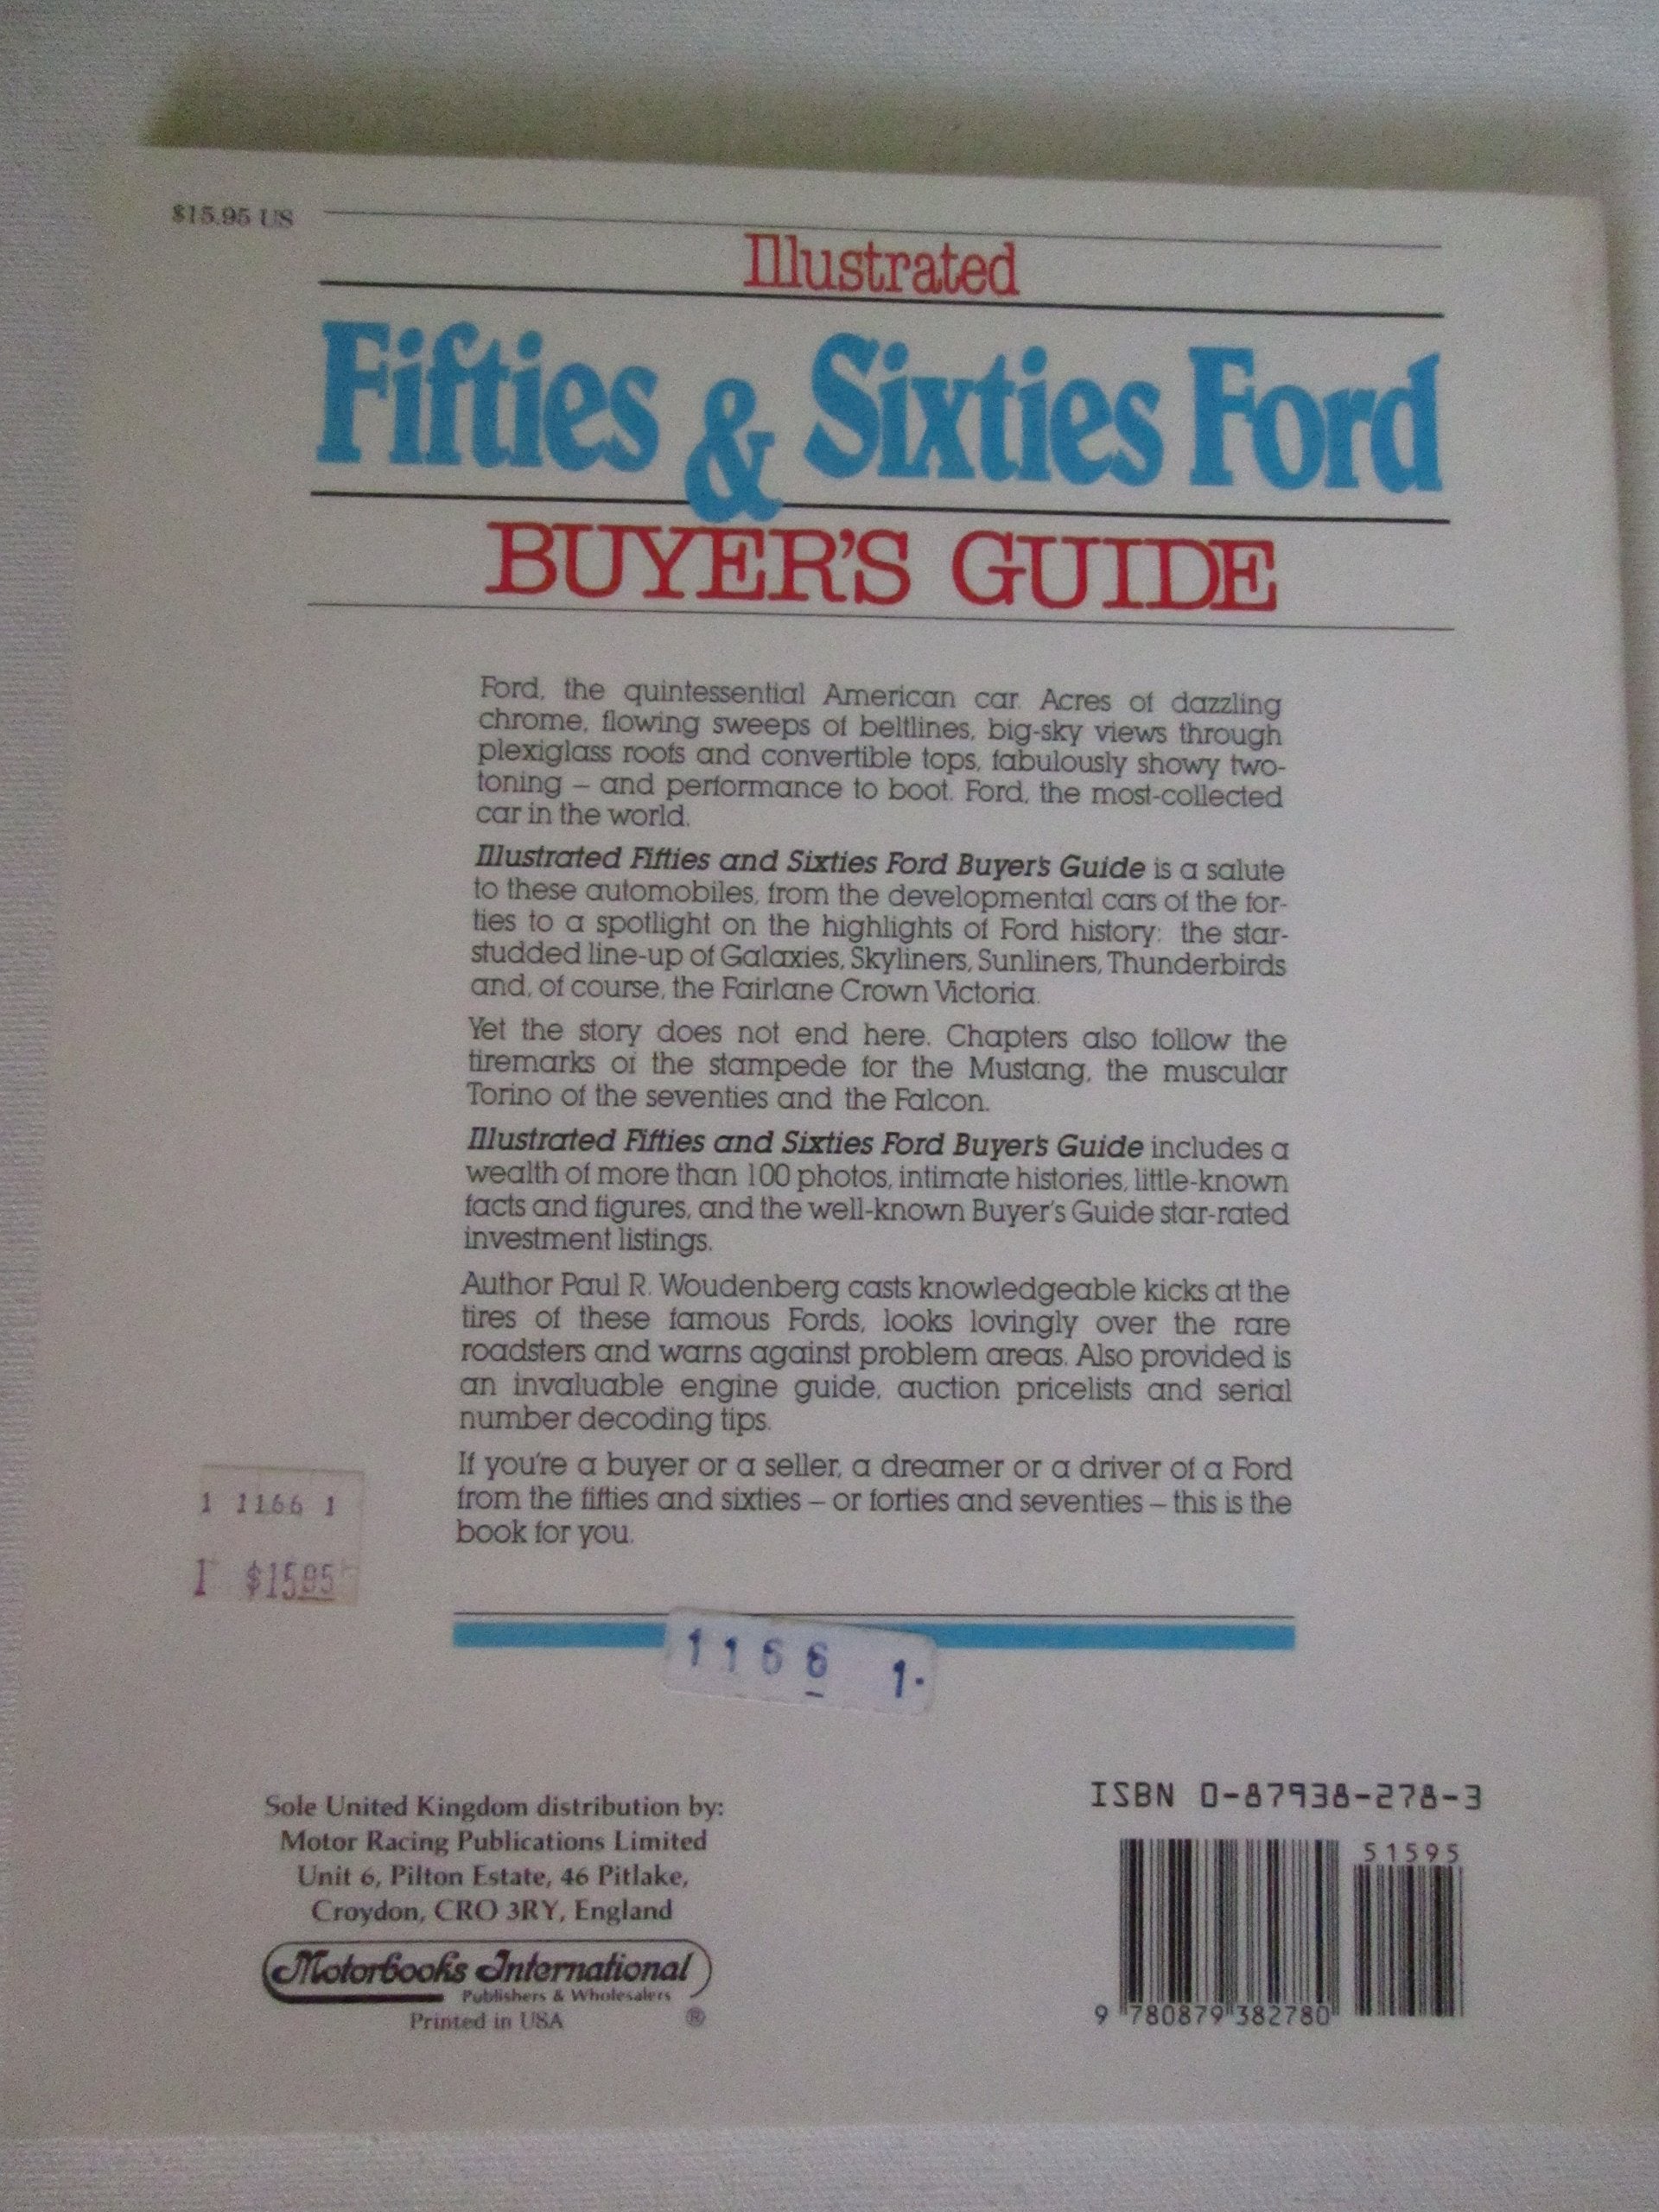 $15.95 US
Illustrated
Fifties & Sixties Ford
BUYER'S GUIDE
Ford, the quintessential American car. Acres of dazzling
chrome, flowing sweeps of beltlines, big-sky views through
plexiglass roofs and convertible tops, fabulously showy two-
toning – and performance to boot. Ford, the most-collected
car in the world.
Illustrated Fifties and Sixties Ford Buyer's Guide is a salute
to these automobiles, from the developmental cars of the for-
ties to a spotlight on the highlights of Ford history: the star-
studded line-up of Galaxies, Skyliners, Sunliners, Thunderbirds
and, of course, the Fairlane Crown Victoria.
Yet the story does not end here. Chapters also follow the
tiremarks of the stampede for the Mustang, the muscular
Torino of the seventies and the Falcon.
Illustrated Fifties and Sixties Ford Buyer's Guide includes a
wealth of more than 100 photos, intimate histories, little-known
facts and figures, and the well-known Buyer's Guide star-rated
investment listings.
Author Paul R. Woudenberg casts knowledgeable kicks at the
tires of these famous Fords, looks lovingly over the rare
roadsters and warns against problem areas. Also provided is
an invaluable engine guide, auction pricelists and serial
number decoding tips.
If you're a buyer or a seller, a dreamer or a driver of a Ford
from the fifties and sixties – or forties and seventies – this is the
book for you.
1 1166 1
I $15.95
1166 1.
Sole United Kingdom distribution by:
Motor Racing Publications Limited
Unit 6, Pilton Estate, 46 Pitlake,
Croydon, CRO 3RY, England
Motorbooks International
Publishers & Wholesalers
Printed in USA ®
ISBN 0-87938-278-3
51595
9 780879 382780